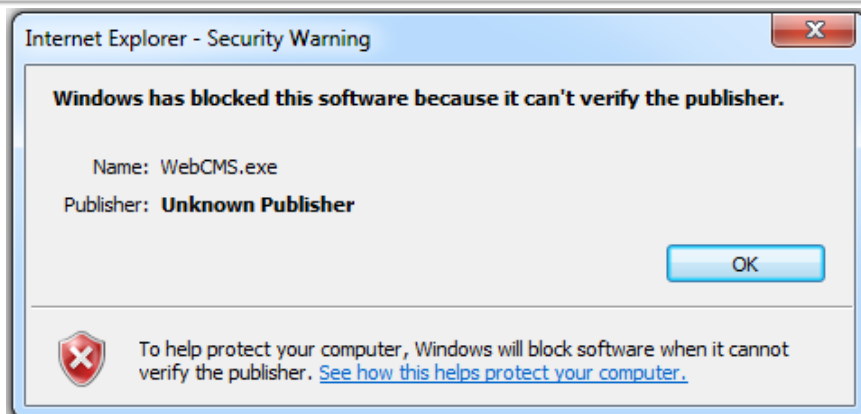 Internet Explorer - Security Warning
Windows has blocked this software because it can't verify the publisher.
Name: WebCMS.exe
Publisher: Unknown Publisher
OK
To help protect your computer, Windows will block software when it cannot
verify the publisher. See how this helps protect your computer.